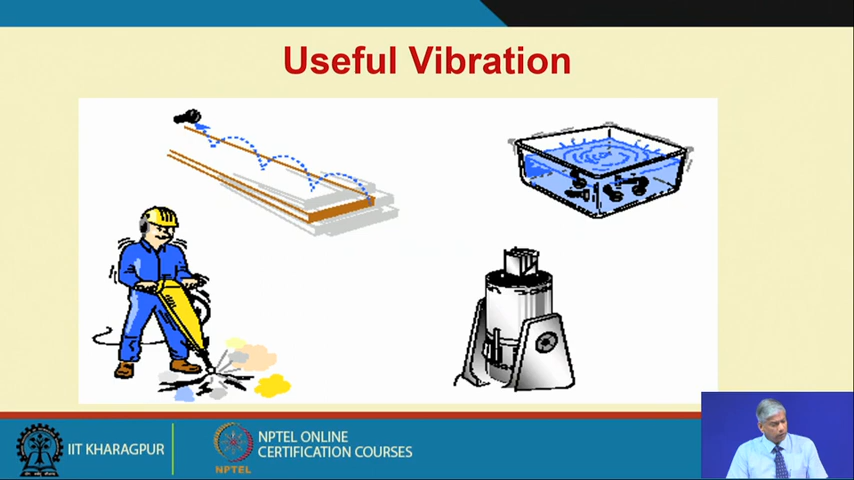 Useful Vibration
IIT KHARAGPUR
NPTEL
NPTEL ONLINE
CERTIFICATION COURSES